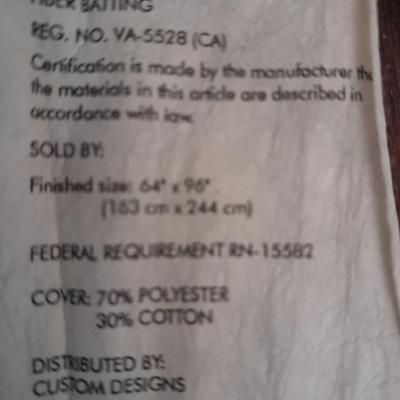 FIBER BATTING
REG. NO. VA-5528 (CA)
Certification is made by the manufacturer tha
the materials in this article are described in
accordance with law.
SOLD BY:
Finished size: 64" x 96"
(163 cm x 244 cm)
FEDERAL REQUIREMENT RN-15582
COVER: 70% POLYESTER
30% COTTON
DISTRIBUTED BY:
CUSTOM DESIGNS